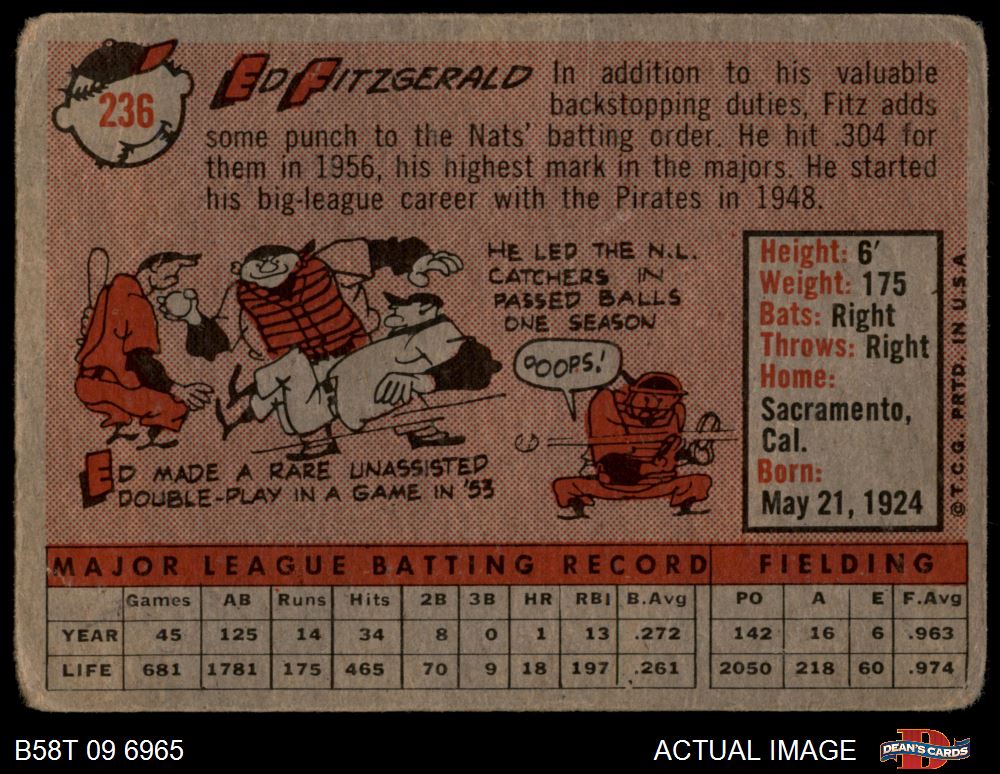 236
ED FITZGERALD
In addition to his valuable
backstopping duties, Fitz adds
some punch to the Nats' batting order. He hit .304 for
them in 1956, his highest mark in the majors. He started
his big-league career with the Pirates in 1948.
HE LED THE N.L.
CATCHERS IN
PASSED BALLS
ONE SEASON
OOOPS!
ED MADE A RARE UNASSISTED
DOUBLE-PLAY IN A GAME IN '53
Height: 6'
Weight: 175
Bats: Right
Throws: Right
Home:
Sacramento,
Cal.
Born:
May 21, 1924
© T.C.G. PRTD. IN U.S.A.
MAJOR LEAGUE BATTING RECORD FIELDING
Games AB Runs Hits 2B 3B HR RBI B.Avg PO A E F.Avg
YEAR 45 125 14 34 8 0 1 13 .272 142 16 6 .963
LIFE 681 1781 175 465 70 9 18 197 .261 2050 218 60 .974
B58T 09 6965
ACTUAL IMAGE
DEAN'S CARDS